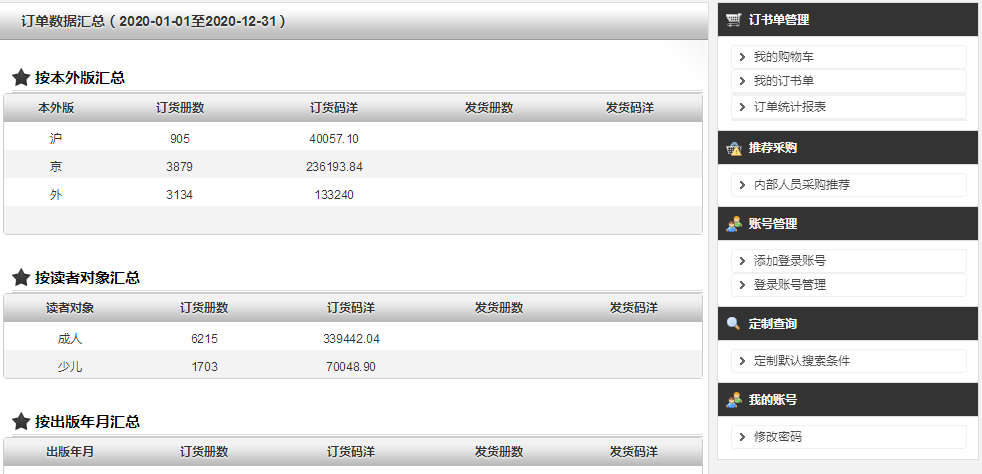 订单数据汇总（2020-01-01至2020-12-31）
按本外版汇总
本外版 订货册数 订货码洋 发货册数 发货码洋
沪 905 40057.10
京 3879 236193.84
外 3134 133240
按读者对象汇总
读者对象 订货册数 订货码洋 发货册数 发货码洋
成人 6215 339442.04
少儿 1703 70048.90
按出版年月汇总
出版年月 订货册数 订货码洋 发货册数 发货码洋
订书单管理
我的购物车
我的订书单
订单统计报表
推荐采购
内部人员采购推荐
账号管理
添加登录账号
登录账号管理
定制查询
定制默认搜索条件
我的账号
修改密码